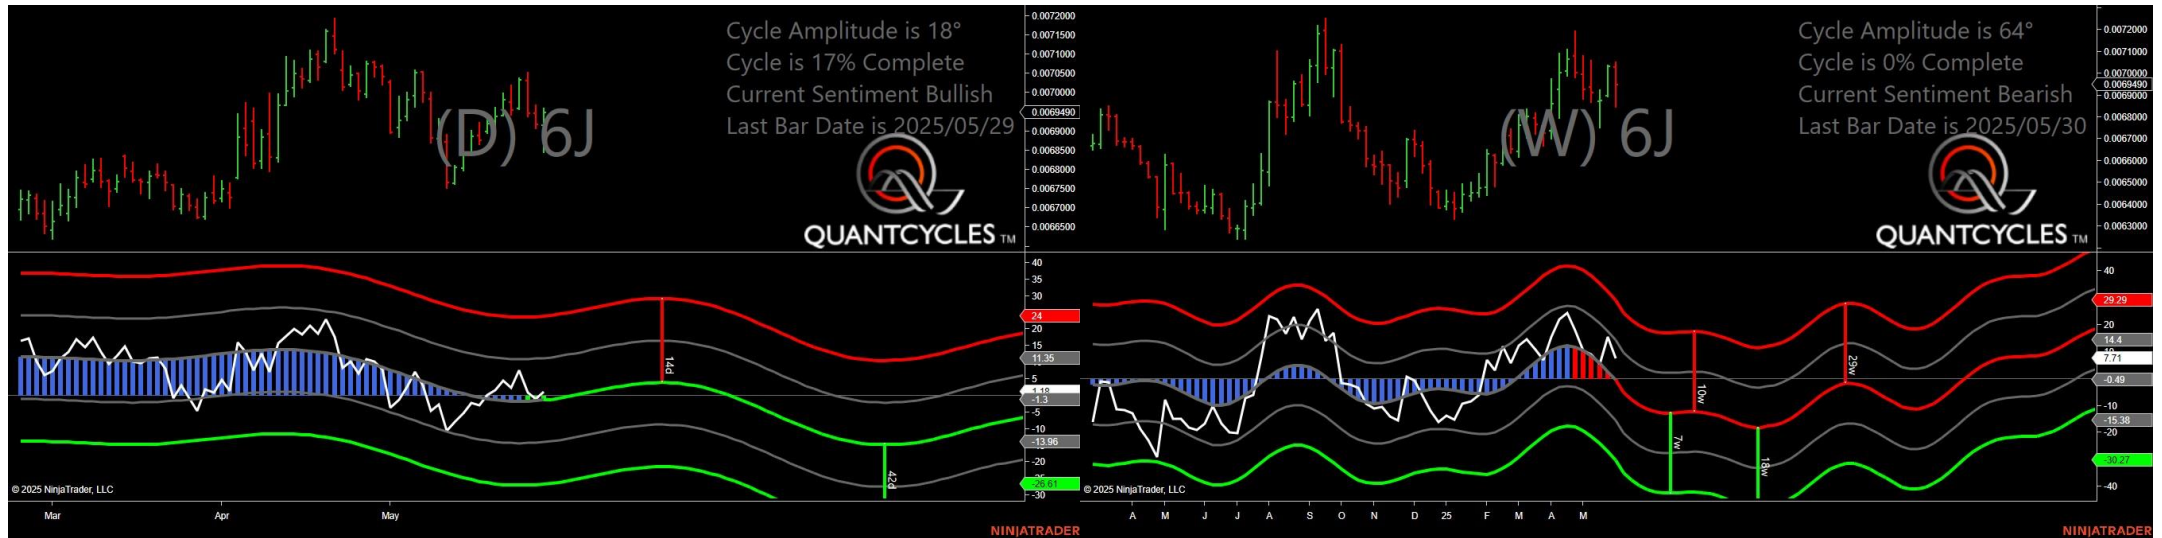 Cycle Amplitude is 18°
Cycle is 17% Complete
Current Sentiment Bullish
Last Bar Date is 2025/05/29
(D) 6J
QUANTCYCLES TM
0.0072000
0.0071500
0.0071000
0.0070500
0.0070000
0.0069490
0.0069000
0.0068500
0.0068000
0.0067500
0.0067000
0.0066500
40
35
30
24
20
15
11.35
5
1.18
-1.3
-5
-10
-13.96
-20
-26.61
-30
14d
42d
© 2025 NinjaTrader, LLC
Mar Apr May
NINJATRADER
Cycle Amplitude is 64°
Cycle is 0% Complete
Current Sentiment Bearish
Last Bar Date is 2025/05/30
(W) 6J
QUANTCYCLES TM
0.0072000
0.0071000
0.0070000
0.0069490
0.0069000
0.0068000
0.0067000
0.0066000
0.0065000
0.0064000
0.0063000
40
29.29
20
14.4
7.71
-0.49
-10
-15.38
-20
-30.27
-40
10w
29w
7w
18w
© 2025 NinjaTrader, LLC
A M J J A S O N D 25 F M A M
NINJATRADER